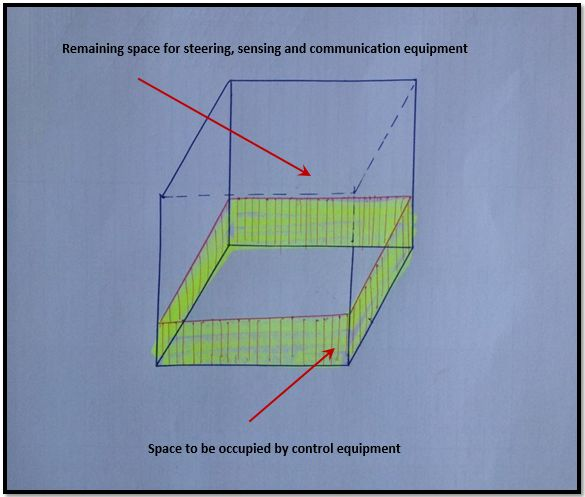 Remaining space for steering, sensing and communication equipment
Space to be occupied by control equipment